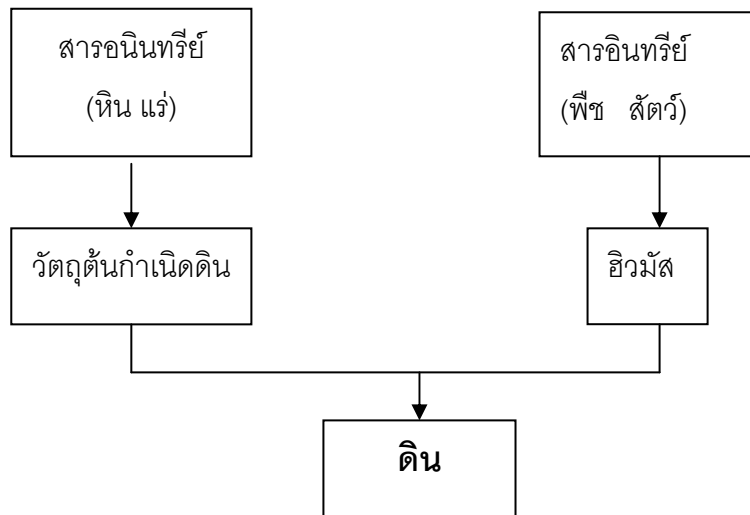 สารอนินทรีย์
(หิน แร่)
สารอินทรีย์
(พืช สัตว์)
วัตถุต้นกำเนิดดิน
ฮิวมัส
ดิน